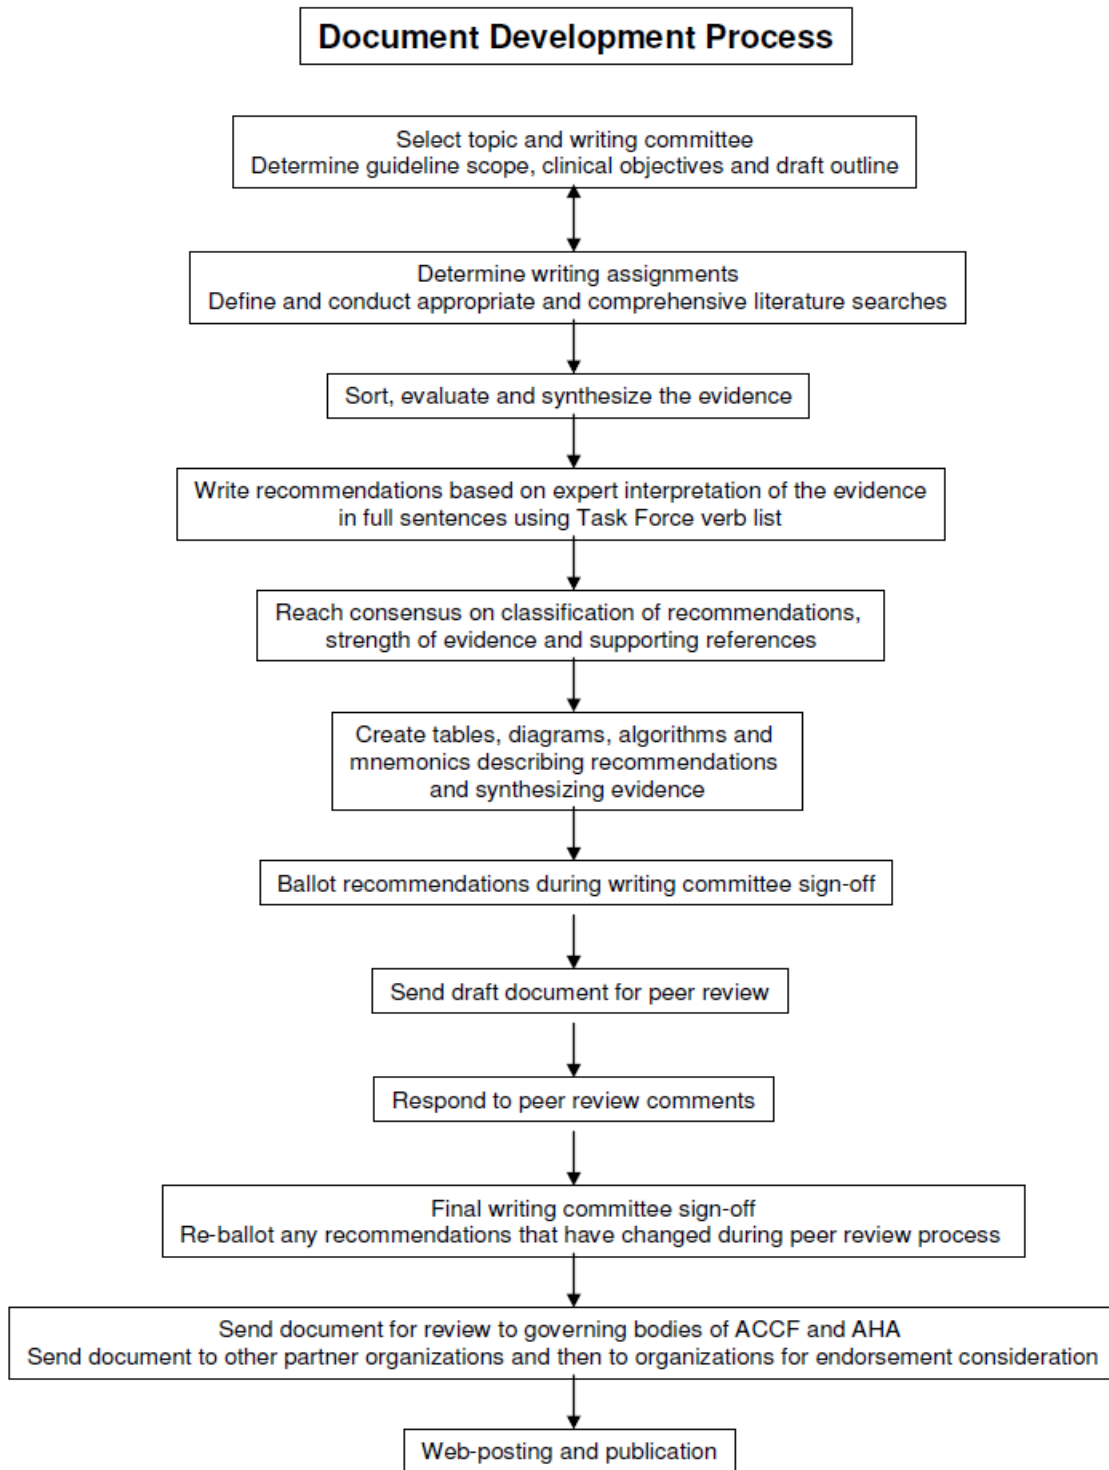 Document Development Process
Select topic and writing committee
Determine guideline scope, clinical objectives and draft outline
Determine writing assignments
Define and conduct appropriate and comprehensive literature searches
Sort, evaluate and synthesize the evidence
Write recommendations based on expert interpretation of the evidence
in full sentences using Task Force verb list
Reach consensus on classification of recommendations,
strength of evidence and supporting references
Create tables, diagrams, algorithms and
mnemonics describing recommendations
and synthesizing evidence
Ballot recommendations during writing committee sign-off
Send draft document for peer review
Respond to peer review comments
Final writing committee sign-off
Re-ballot any recommendations that have changed during peer review process
Send document for review to governing bodies of ACCF and AHA
Send document to other partner organizations and then to organizations for endorsement consideration
Web-posting and publication